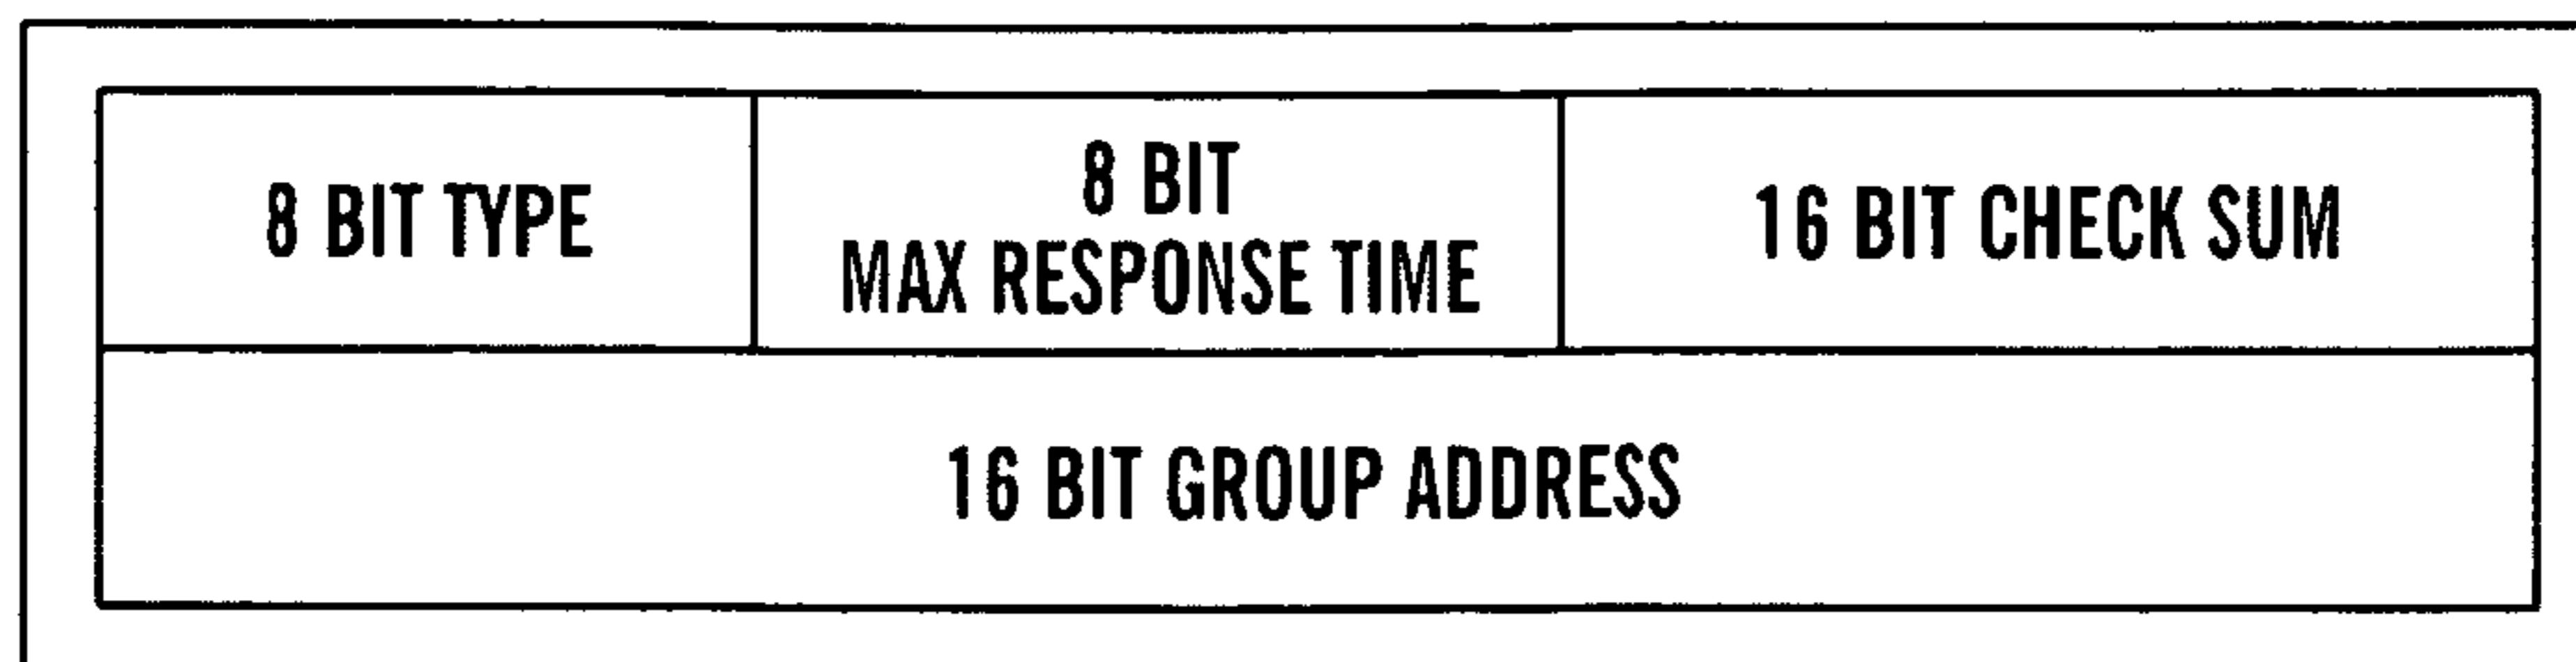 8 BIT TYPE
8 BIT
MAX RESPONSE TIME
16 BIT CHECK SUM
16 BIT GROUP ADDRESS